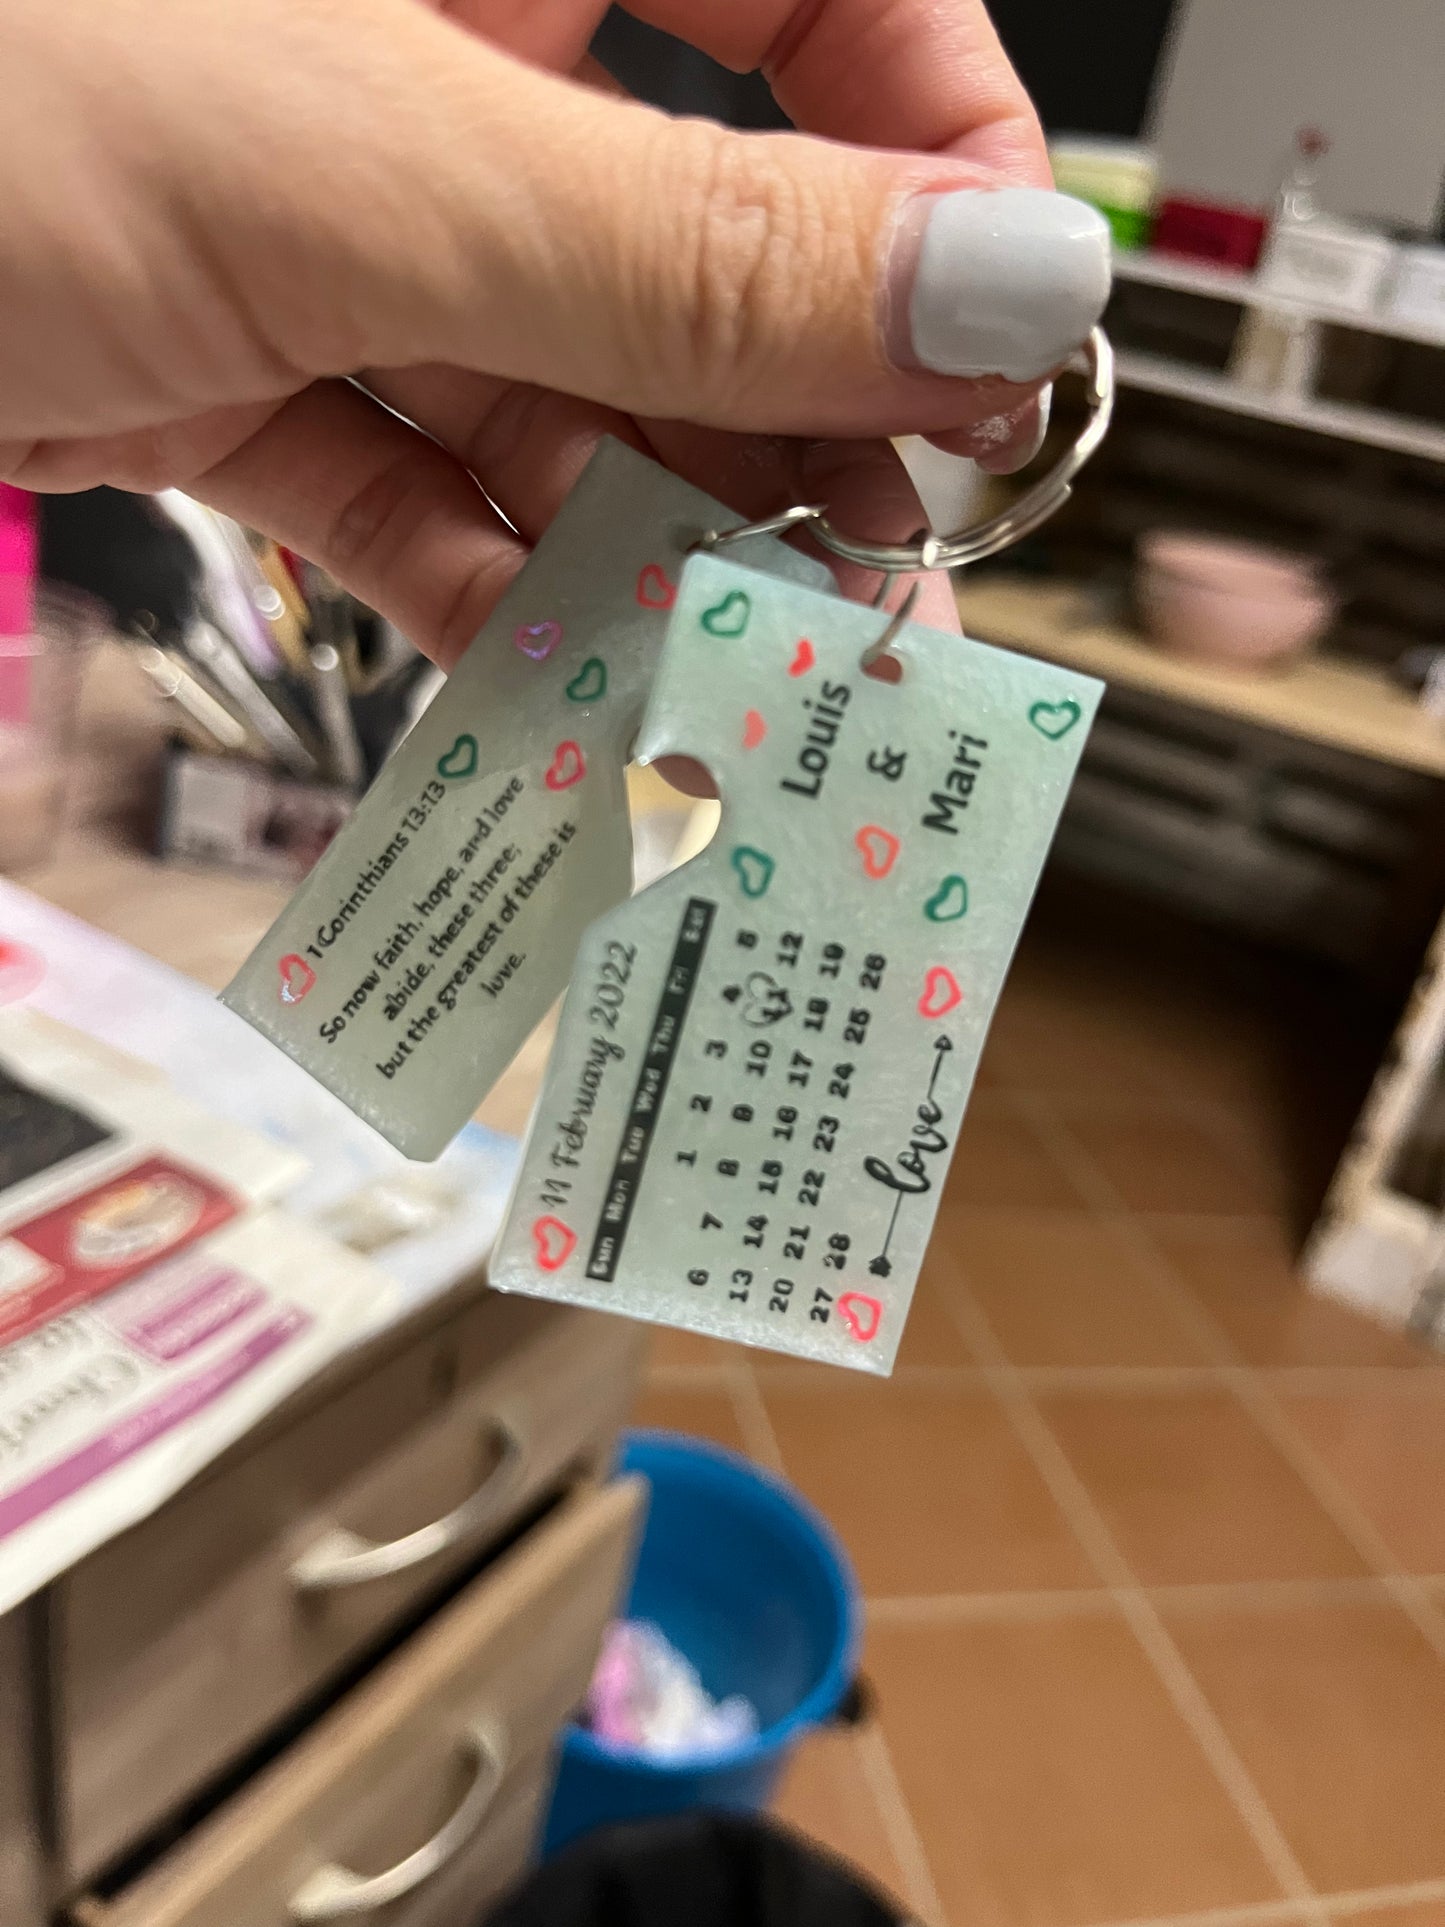 1 Corinthians 13:13
So now faith, hope, and love
abide, these three;
but the greatest of these is
love.
Louis
&
Mari
11 February 2022
Sun Mon Tue Wed Thu Fri Sat
1 2 3 4 5
6 7 8 9 10 11 12
13 14 15 16 17 18 19
20 21 22 23 24 25 26
27 28
love